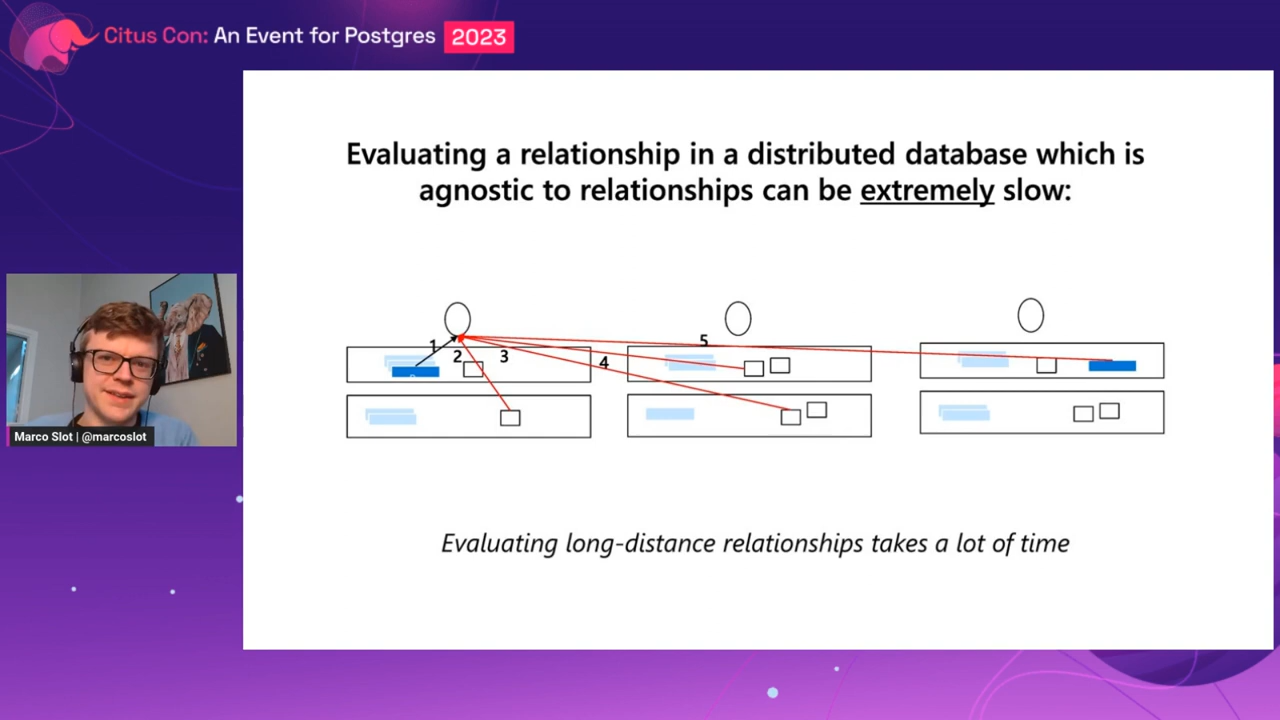 Citus Con: An Event for Postgres 2023
Evaluating a relationship in a distributed database which is
agnostic to relationships can be extremely slow:
1
2
3
4
5
Evaluating long-distance relationships takes a lot of time
Marco Slot | @marcoslot